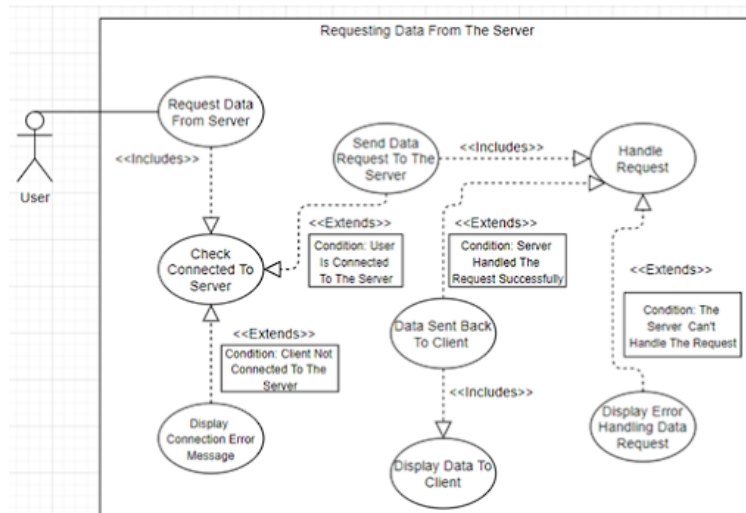 Requesting Data From The Server
Request Data
From Server
<<Includes>>
User
Send Data
Request To The
Server
<<Includes>>
Handle
Request
<<Extends>>
Condition: User
Is Connected
To The Server
Check
Connected To
Server
<<Extends>>
Condition: Server
Handled The
Request Successfully
<<Extends>>
Condition: The
Server Can't
Handle The Request
<<Extends>>
Condition: Client Not
Connected To The
Server
Data Sent Back
To Client
<<Includes>>
Display
Connection Error
Message
Display Data To
Client
Display Error
Handling Data
Request